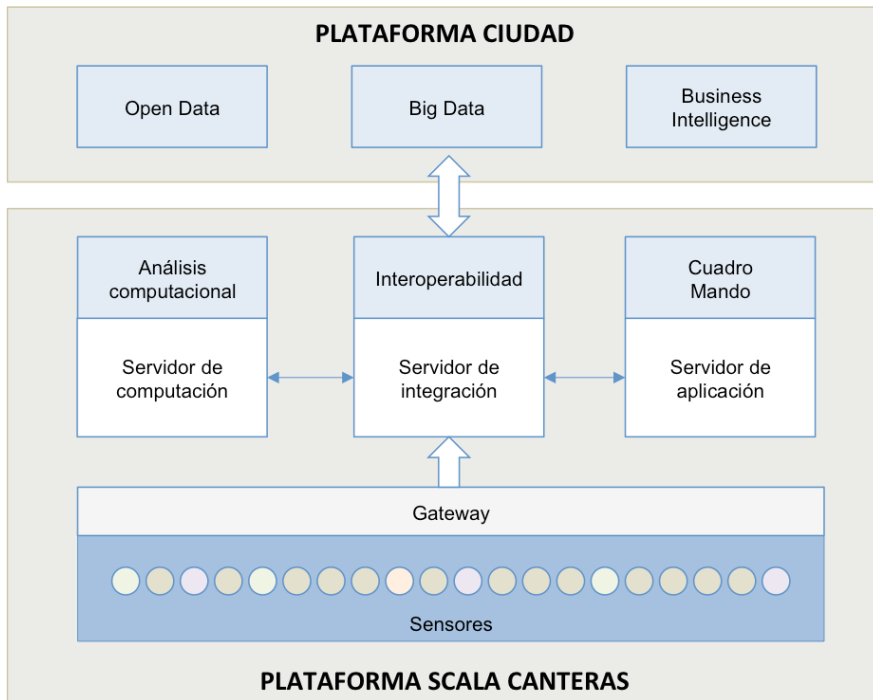 PLATAFORMA CIUDAD
Open Data
Big Data
Business
Intelligence
Análisis
computacional
Interoperabilidad
Cuadro
Mando
Servidor de
computación
Servidor de
integración
Servidor de
aplicación
Gateway
Sensores
PLATAFORMA SCALA CANTERAS